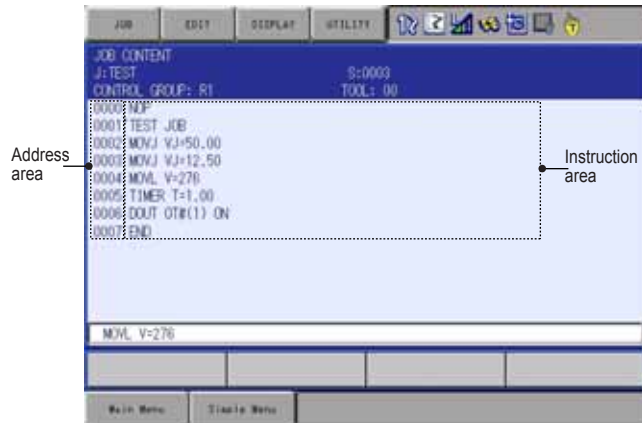 JOB EDIT DISPLAY UTILITY
JOB CONTENT
J:TEST S:0003
CONTROL GROUP: R1 TOOL: 00
0000 NOP
0001 TEST JOB
0002 MOVJ VJ=50.00
0003 MOVJ VJ=12.50
0004 MOVL V=276
0005 TIMER T=1.00
0006 DOUT OT#(1) ON
0007 END
Address
area
Instruction
area
MOVL V=276
Main Menu Simple Menu